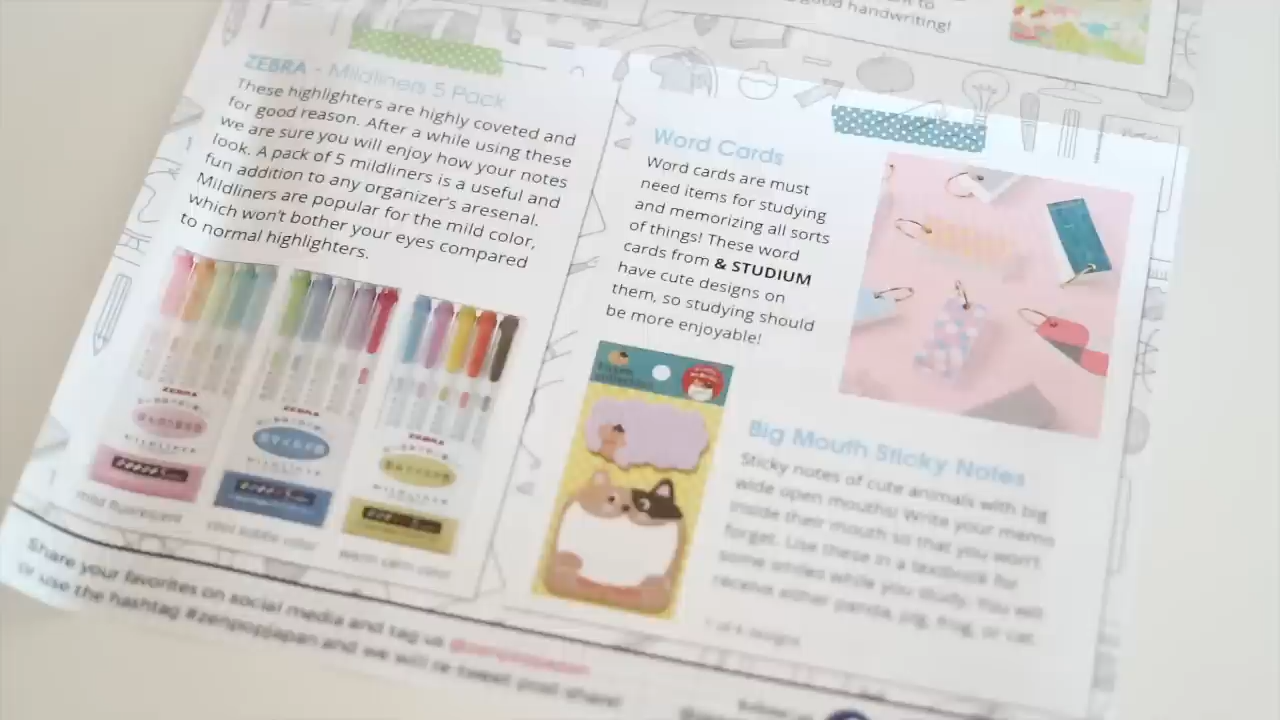 good handwriting!
ZEBRA - Mildliners 5 Pack
These highlighters are highly coveted and
for good reason. After a while using these
we are sure you will enjoy how your notes
look. A pack of 5 mildliners is a useful and
fun addition to any organizer's aresenal.
Mildliners are popular for the mild color,
which won't bother your eyes compared
to normal highlighters.
ZEBRA
ZEBRA
ZEBRA
mild fluorescent
Word Cards
Word cards are must
need items for studying
and memorizing all sorts
of things! These word
cards from & STUDIUM
have cute designs on
them, so studying should
be more enjoyable!
Big Mouth Sticky Notes
Sticky notes of cute animals with big
wide open mouths! Write your memo
inside their mouth so that you won't
forget. Use these in a textbook for
some smiles while you study. You will
receive either panda, pig, frog, or cat.
1 of 4 designs
Share your favorites on social media and tag us @zenpopjapan
or use the hashtag #zenpopjapan and we will re-tweet your share!